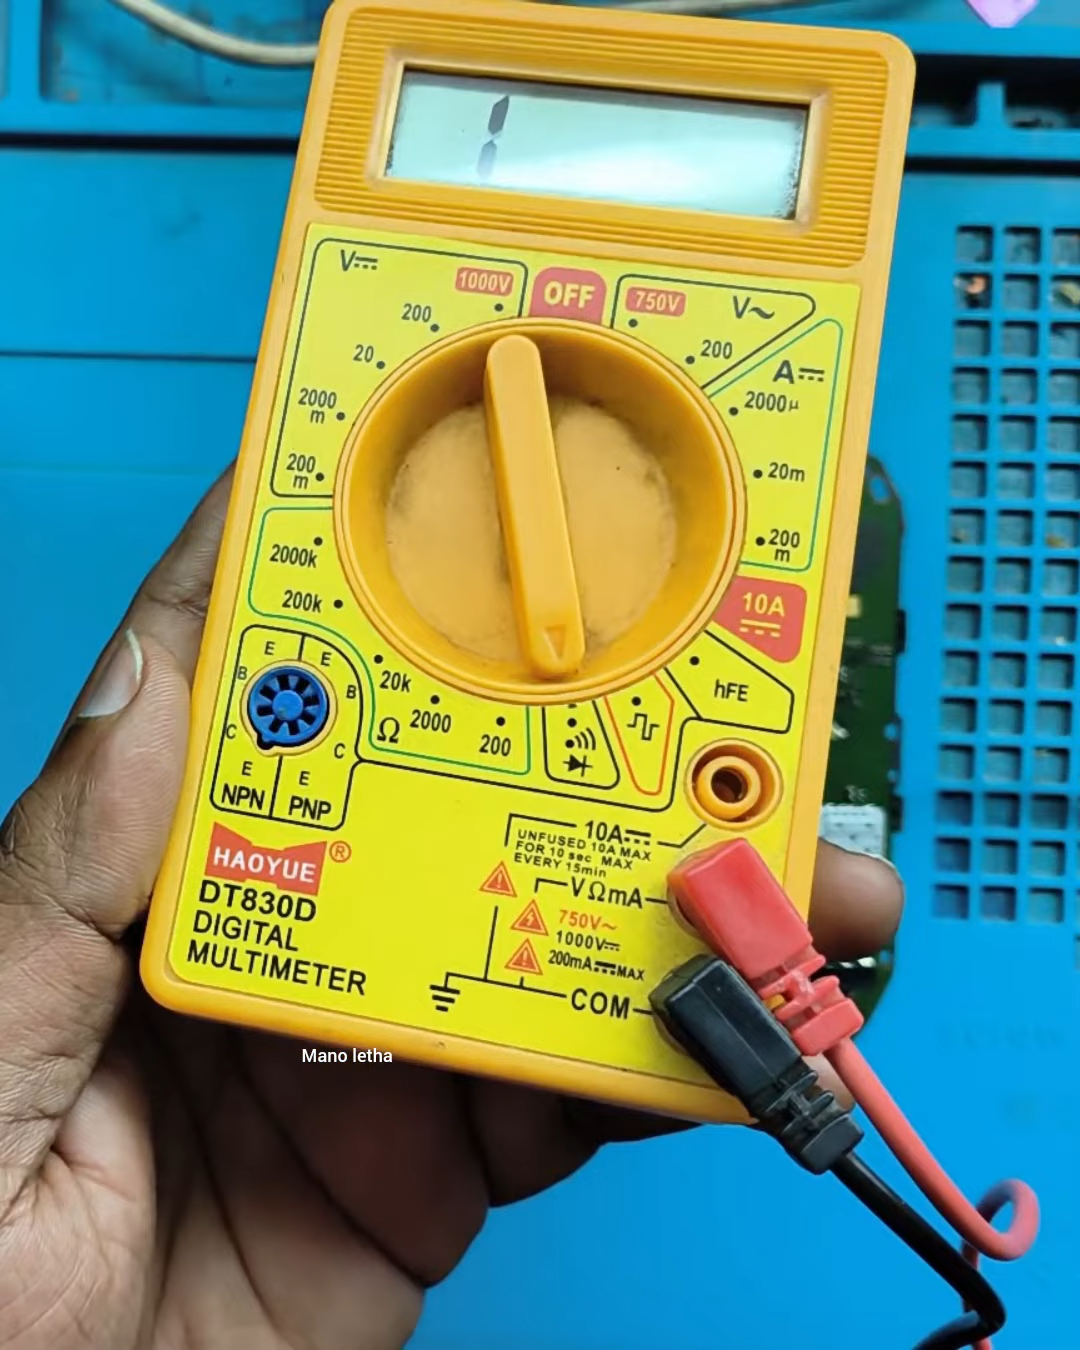 1
V⎓
1000V
OFF
750V
V~
200
20
2000
m
200
m
200
A⎓
2000μ
20m
200
m
10A
⎓
hFE
2000k
200k
20k
Ω
2000
200
E
E
B
B
C
C
E
E
NPN
PNP
HAOYUE®
DT830D
DIGITAL
MULTIMETER
10A⎓
UNFUSED 10A MAX
FOR 10 sec MAX
EVERY 15min
VΩmA
750V~
1000V⎓
200mA⎓MAX
COM
Mano letha